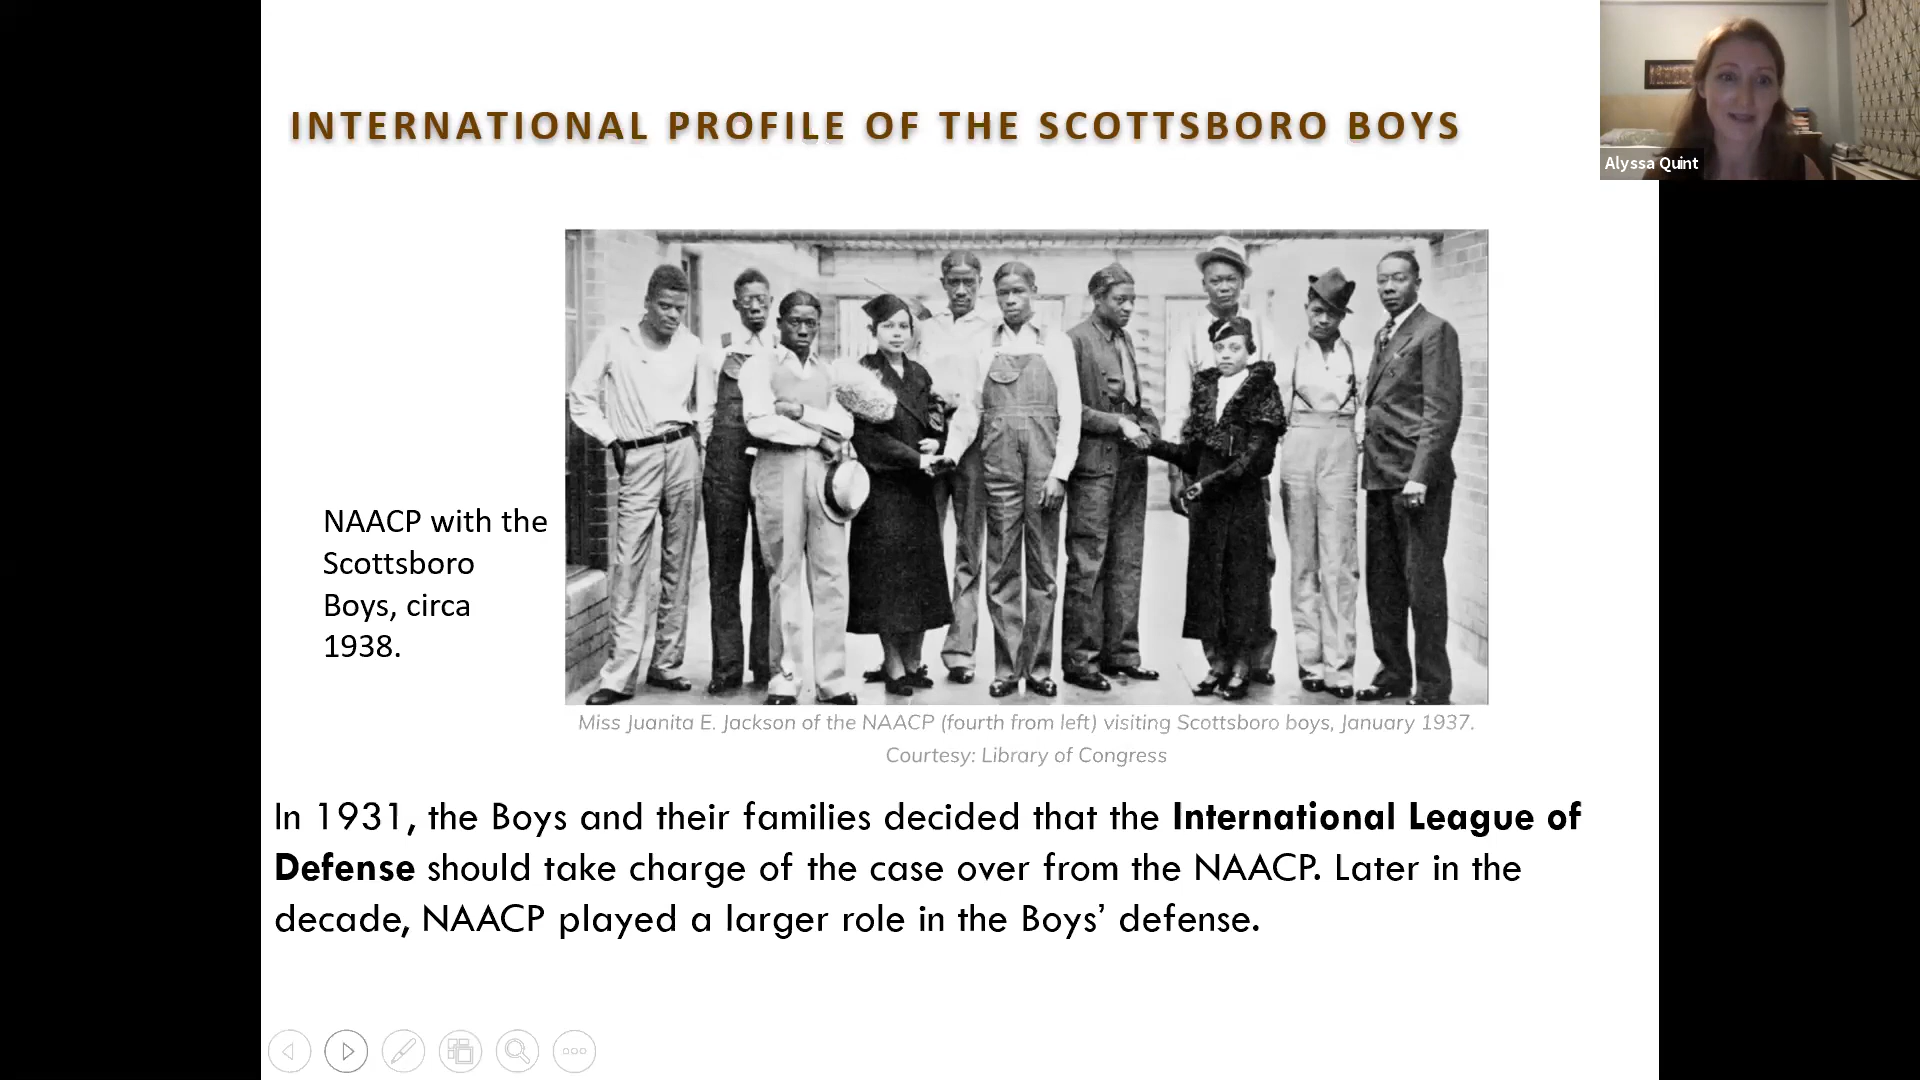 INTERNATIONAL PROFILE OF THE SCOTTSBORO BOYS
Alyssa Quint
NAACP with the
Scottsboro
Boys, circa
1938.
Miss Juanita E. Jackson of the NAACP (fourth from left) visiting Scottsboro boys, January 1937.
Courtesy: Library of Congress
In 1931, the Boys and their families decided that the International League of
Defense should take charge of the case over from the NAACP. Later in the
decade, NAACP played a larger role in the Boys’ defense.